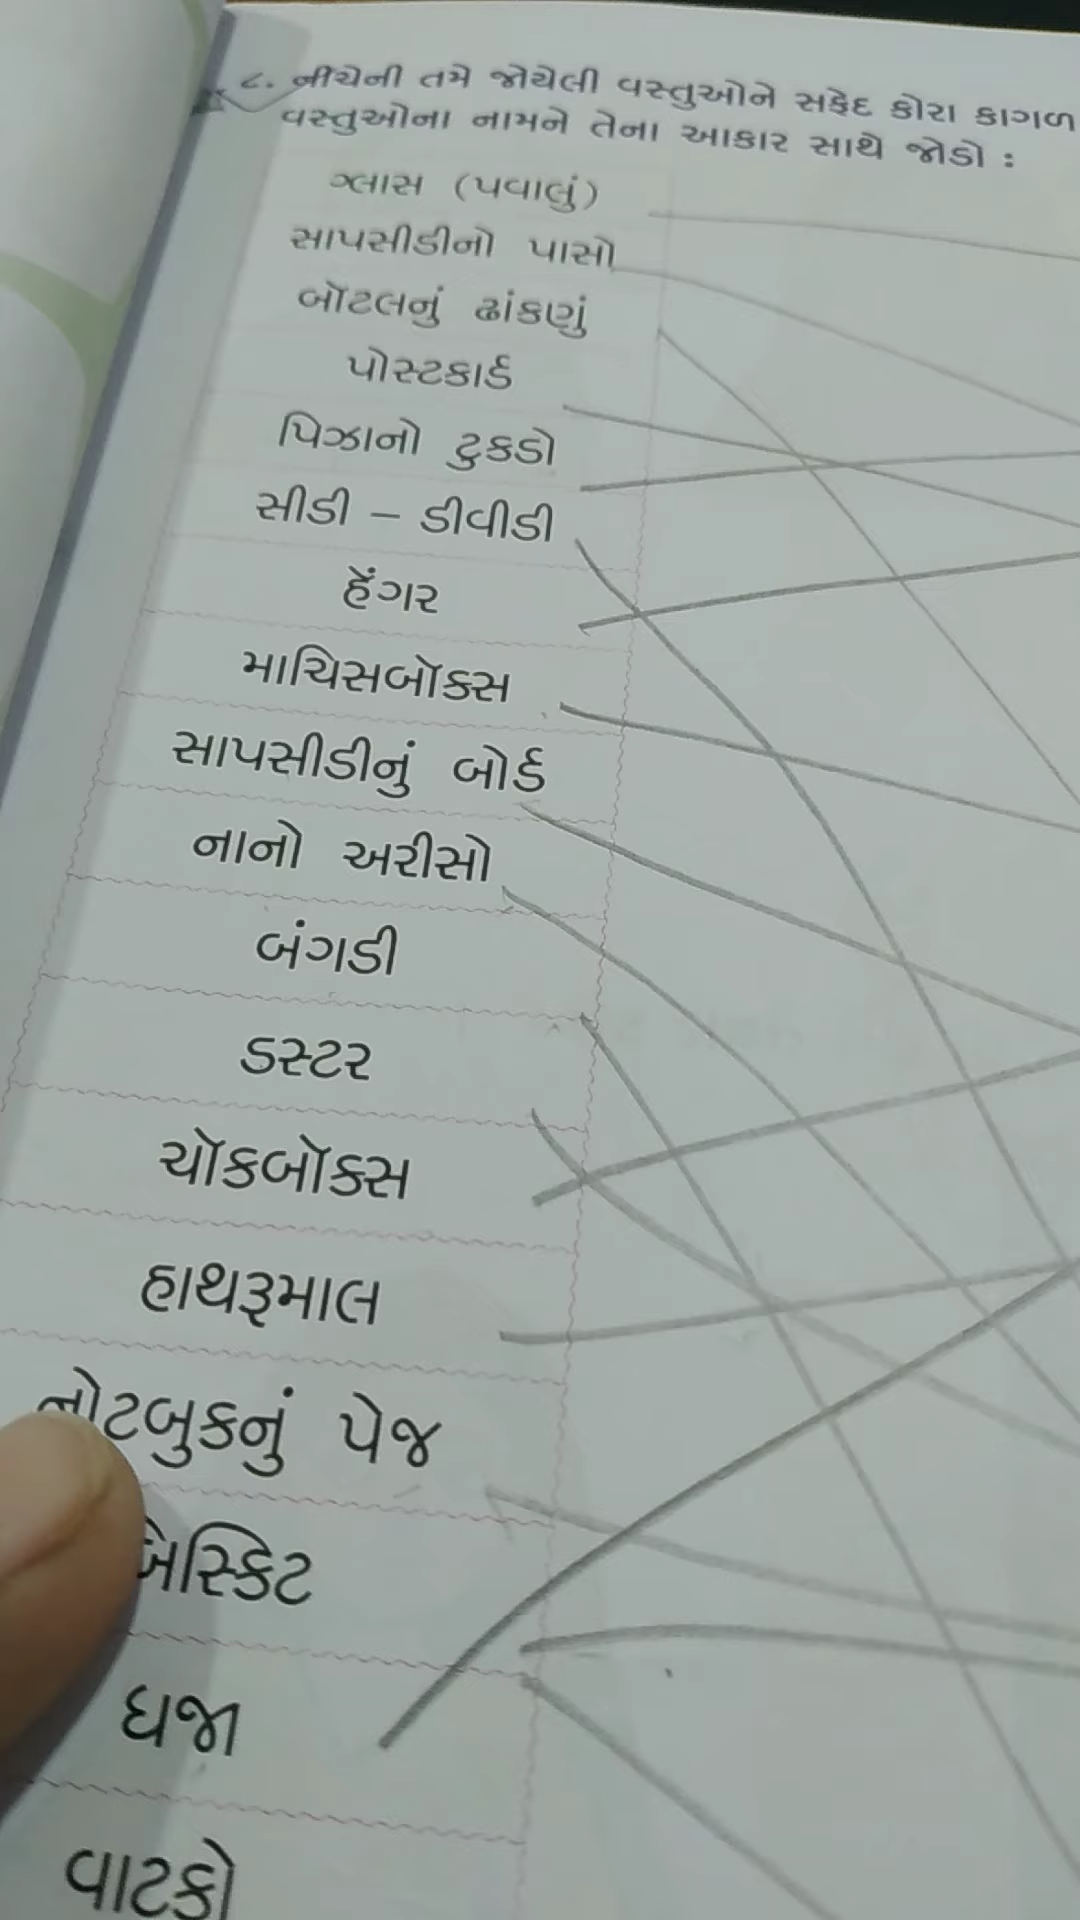 ૮. નીચેની તમે જોયેલી વસ્તુઓને સફેદ કોરા કાગળ
વસ્તુઓના નામને તેના આકાર સાથે જોડો :
ગ્લાસ (પવાલું)
સાપસીડીનો પાસો
બૉટલનું ઢાંકણું
પોસ્ટકાર્ડ
પિઝાનો ટુકડો
સીડી – ડીવીડી
હેંગર
માચિસબૉક્સ
સાપસીડીનું બોર્ડ
નાનો અરીસો
બંગડી
ડસ્ટર
ચૉકબૉક્સ
હાથરૂમાલ
નોટબુકનું પેજ
બિસ્કિટ
ધજા
વાટકો